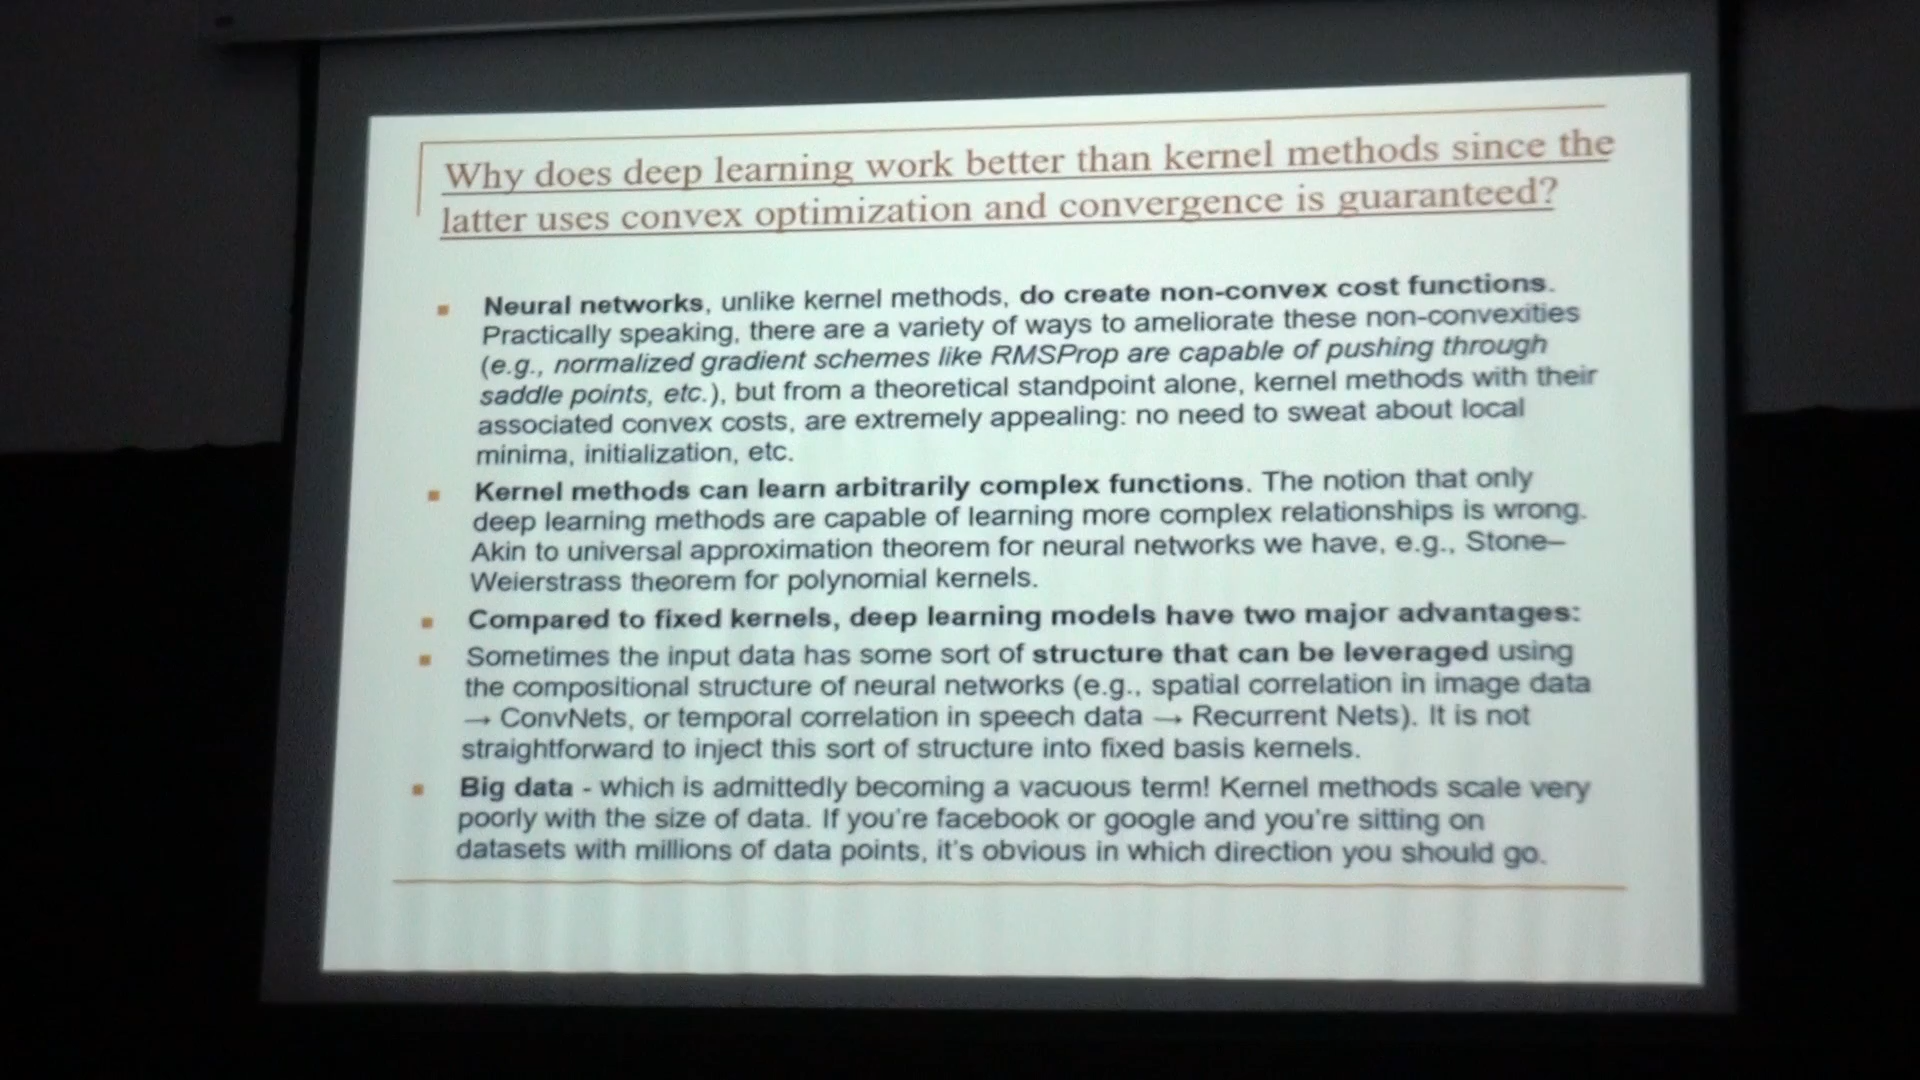 Why does deep learning work better than kernel methods since the
latter uses convex optimization and convergence is guaranteed?
Neural networks, unlike kernel methods, do create non-convex cost functions.
Practically speaking, there are a variety of ways to ameliorate these non-convexities
(e.g., normalized gradient schemes like RMSProp are capable of pushing through
saddle points, etc.), but from a theoretical standpoint alone, kernel methods with their
associated convex costs, are extremely appealing: no need to sweat about local
minima, initialization, etc.
Kernel methods can learn arbitrarily complex functions. The notion that only
deep learning methods are capable of learning more complex relationships is wrong.
Akin to universal approximation theorem for neural networks we have, e.g., Stone–
Weierstrass theorem for polynomial kernels.
Compared to fixed kernels, deep learning models have two major advantages:
Sometimes the input data has some sort of structure that can be leveraged using
the compositional structure of neural networks (e.g., spatial correlation in image data
→ ConvNets, or temporal correlation in speech data → Recurrent Nets). It is not
straightforward to inject this sort of structure into fixed basis kernels.
Big data - which is admittedly becoming a vacuous term! Kernel methods scale very
poorly with the size of data. If you're facebook or google and you're sitting on
datasets with millions of data points, it's obvious in which direction you should go.